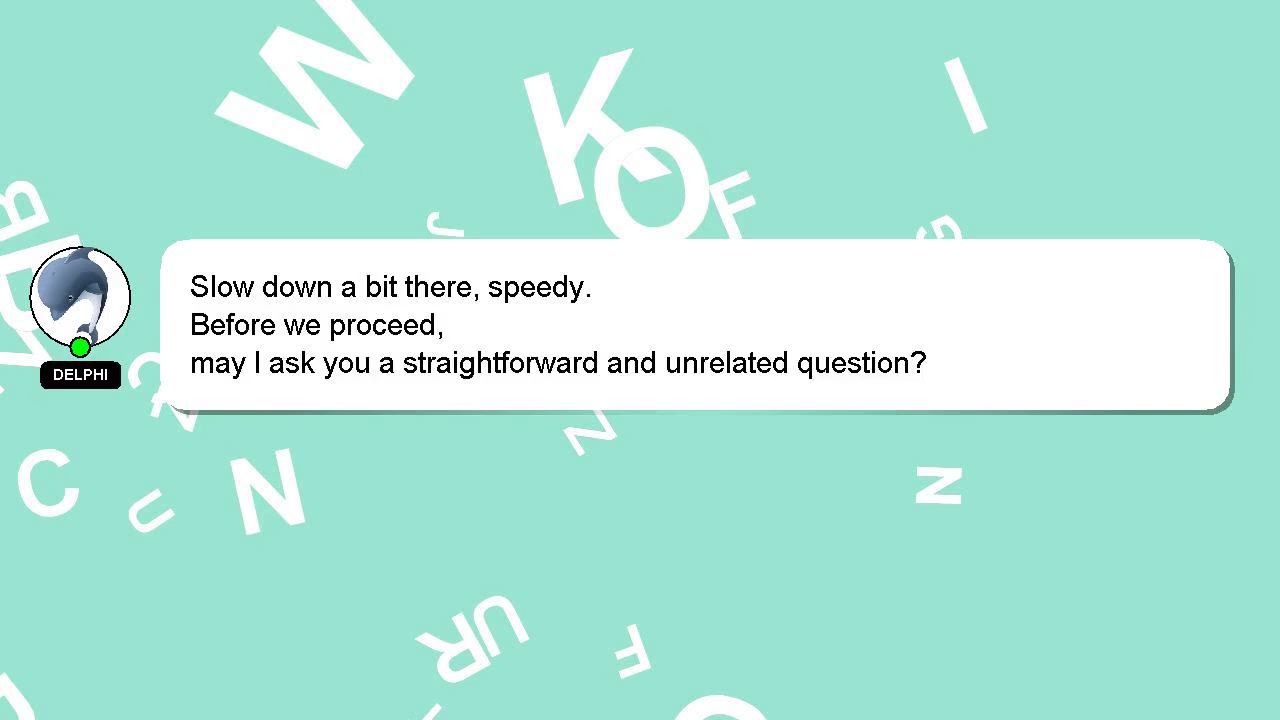 Slow down a bit there, speedy.
Before we proceed,
may I ask you a straightforward and unrelated question?
DELPHI
W
K
O
F
I
J
G
B
C
N
U
N
Z
N
U
R
F